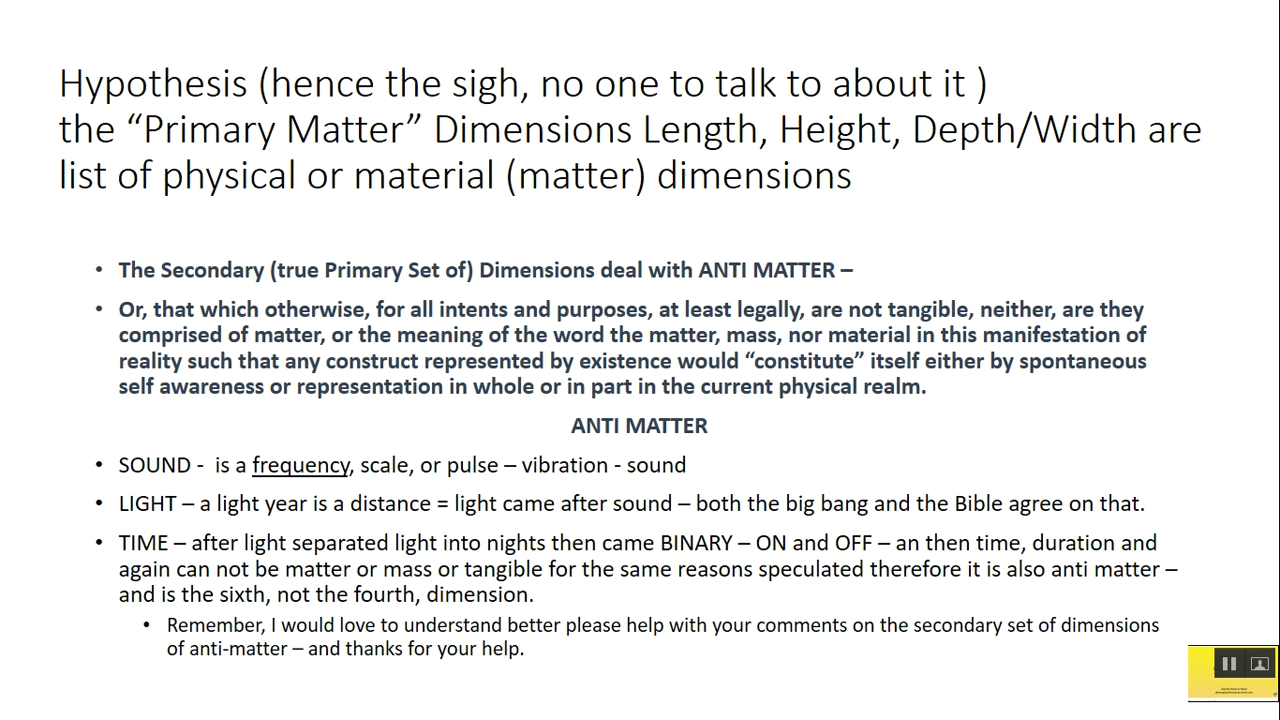 Hypothesis (hence the sigh, no one to talk to about it )
the “Primary Matter” Dimensions Length, Height, Depth/Width are
list of physical or material (matter) dimensions
• The Secondary (true Primary Set of) Dimensions deal with ANTI MATTER –
• Or, that which otherwise, for all intents and purposes, at least legally, are not tangible, neither, are they
comprised of matter, or the meaning of the word the matter, mass, nor material in this manifestation of
reality such that any construct represented by existence would “constitute” itself either by spontaneous
self awareness or representation in whole or in part in the current physical realm.
ANTI MATTER
• SOUND - is a frequency, scale, or pulse – vibration - sound
• LIGHT – a light year is a distance = light came after sound – both the big bang and the Bible agree on that.
• TIME – after light separated light into nights then came BINARY – ON and OFF – an then time, duration and
again can not be matter or mass or tangible for the same reasons speculated therefore it is also anti matter –
and is the sixth, not the fourth, dimension.
• Remember, I would love to understand better please help with your comments on the secondary set of dimensions
of anti-matter – and thanks for your help.